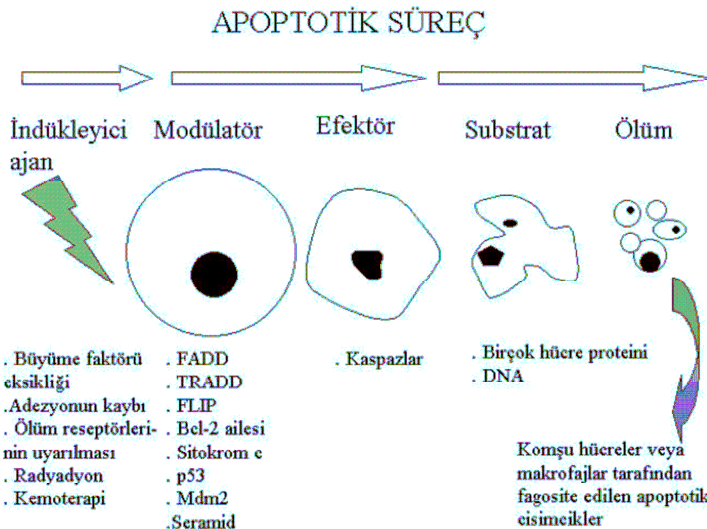 APOPTOTİK SÜREÇ
İndükleyici ajan
Modülatör
Efektör
Substrat
Ölüm
. Büyüme faktörü
eksikliği
.Adezyonun kaybı
. Ölüm reseptörleri-
nin uyarılması
. Radyadyon
. Kemoterapi
. FADD
. TRADD
. FLIP
. Bcl-2 ailesi
. Sitokrom c
. p53
. Mdm2
.Seramid
. Kaspazlar
. Birçok hücre proteini
. DNA
Komşu hücreler veya
makrofajlar tarafından
fagosite edilen apoptotik
cisimcikler